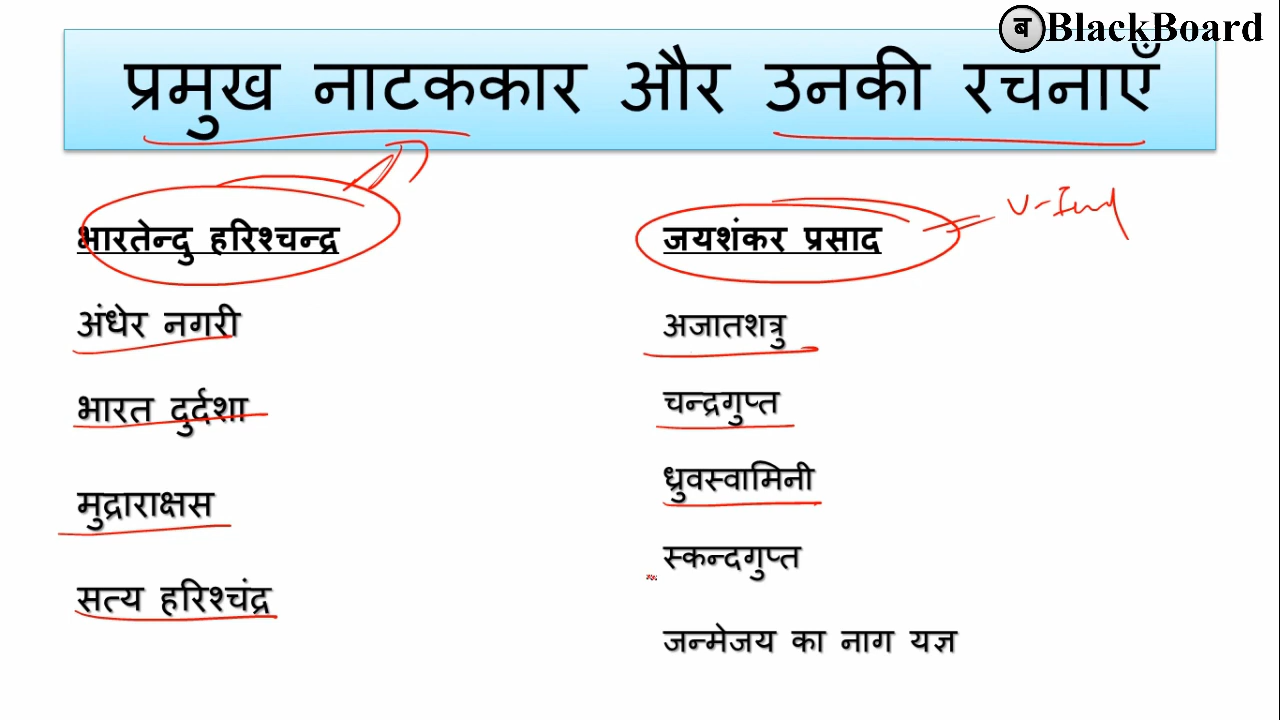 ब BlackBoard
प्रमुख नाटककार और उनकी रचनाएँ
भारतेन्दु हरिश्चन्द्र
अंधेर नगरी
भारत दुर्दशा
मुद्राराक्षस
सत्य हरिश्चंद्र
जयशंकर प्रसाद
अजातशत्रु
चन्द्रगुप्त
ध्रुवस्वामिनी
स्कन्दगुप्त
जन्मेजय का नाग यज्ञ